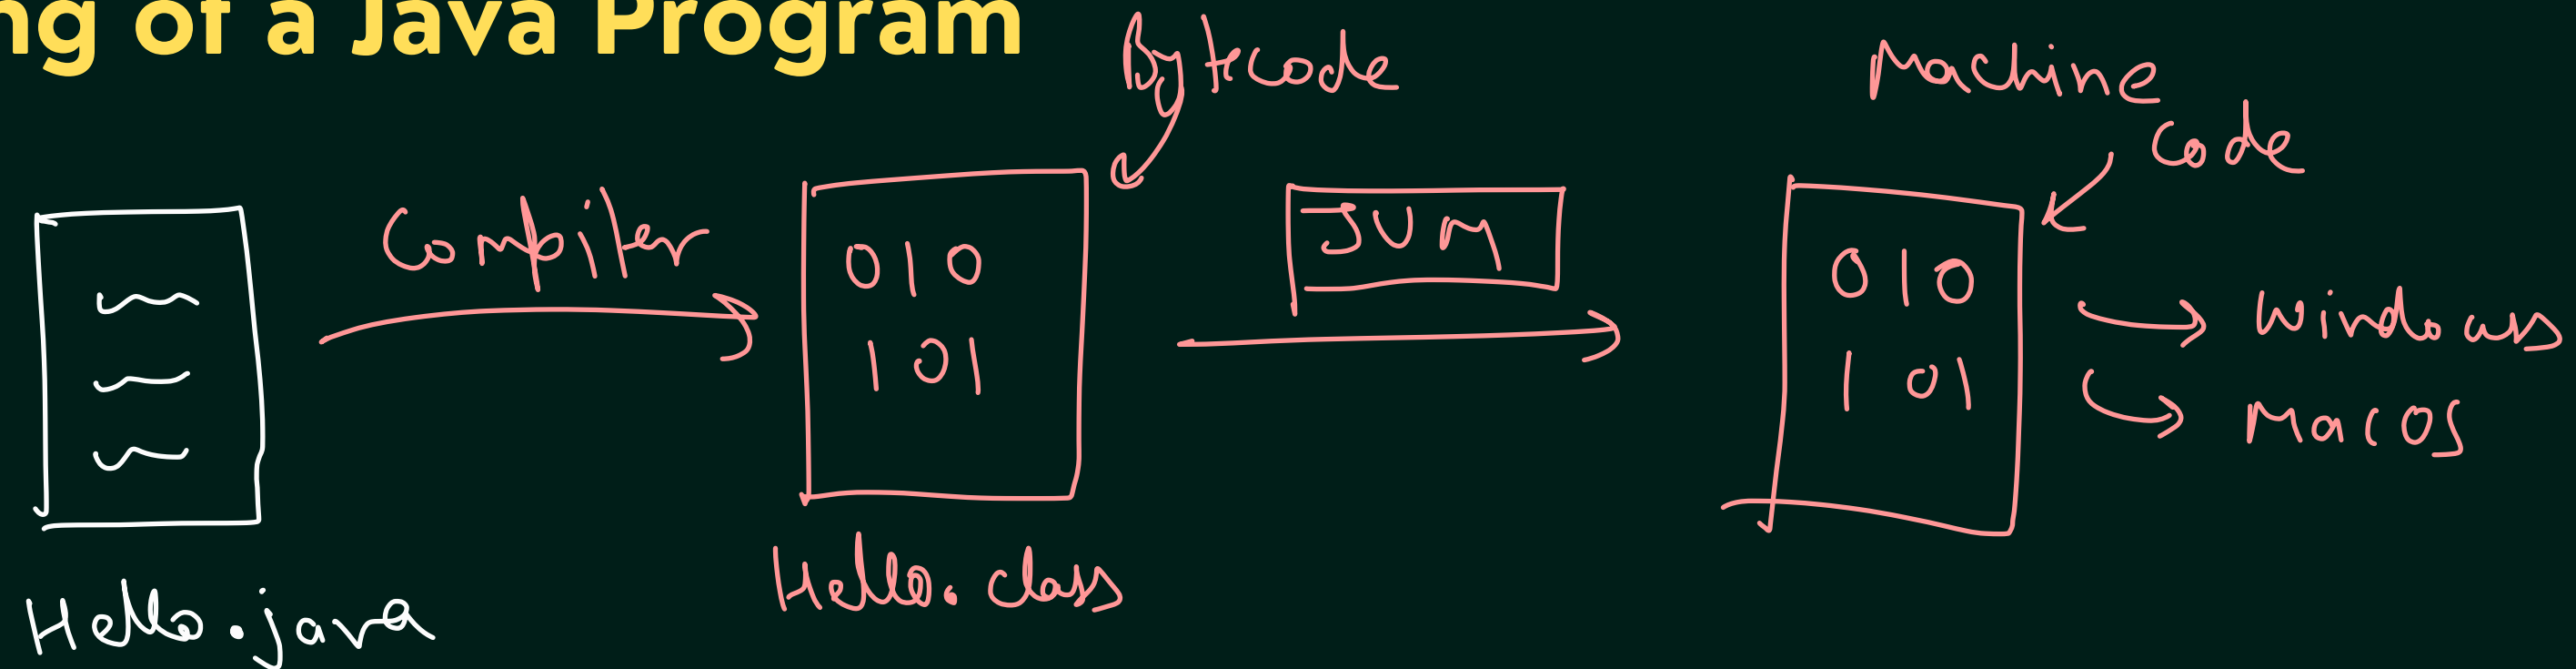 ng of a Java Program
Bytecode
Machine
Code
Compiler
JVM
010
101
010
101
Windows
MacOS
Hello.java
Hello.class